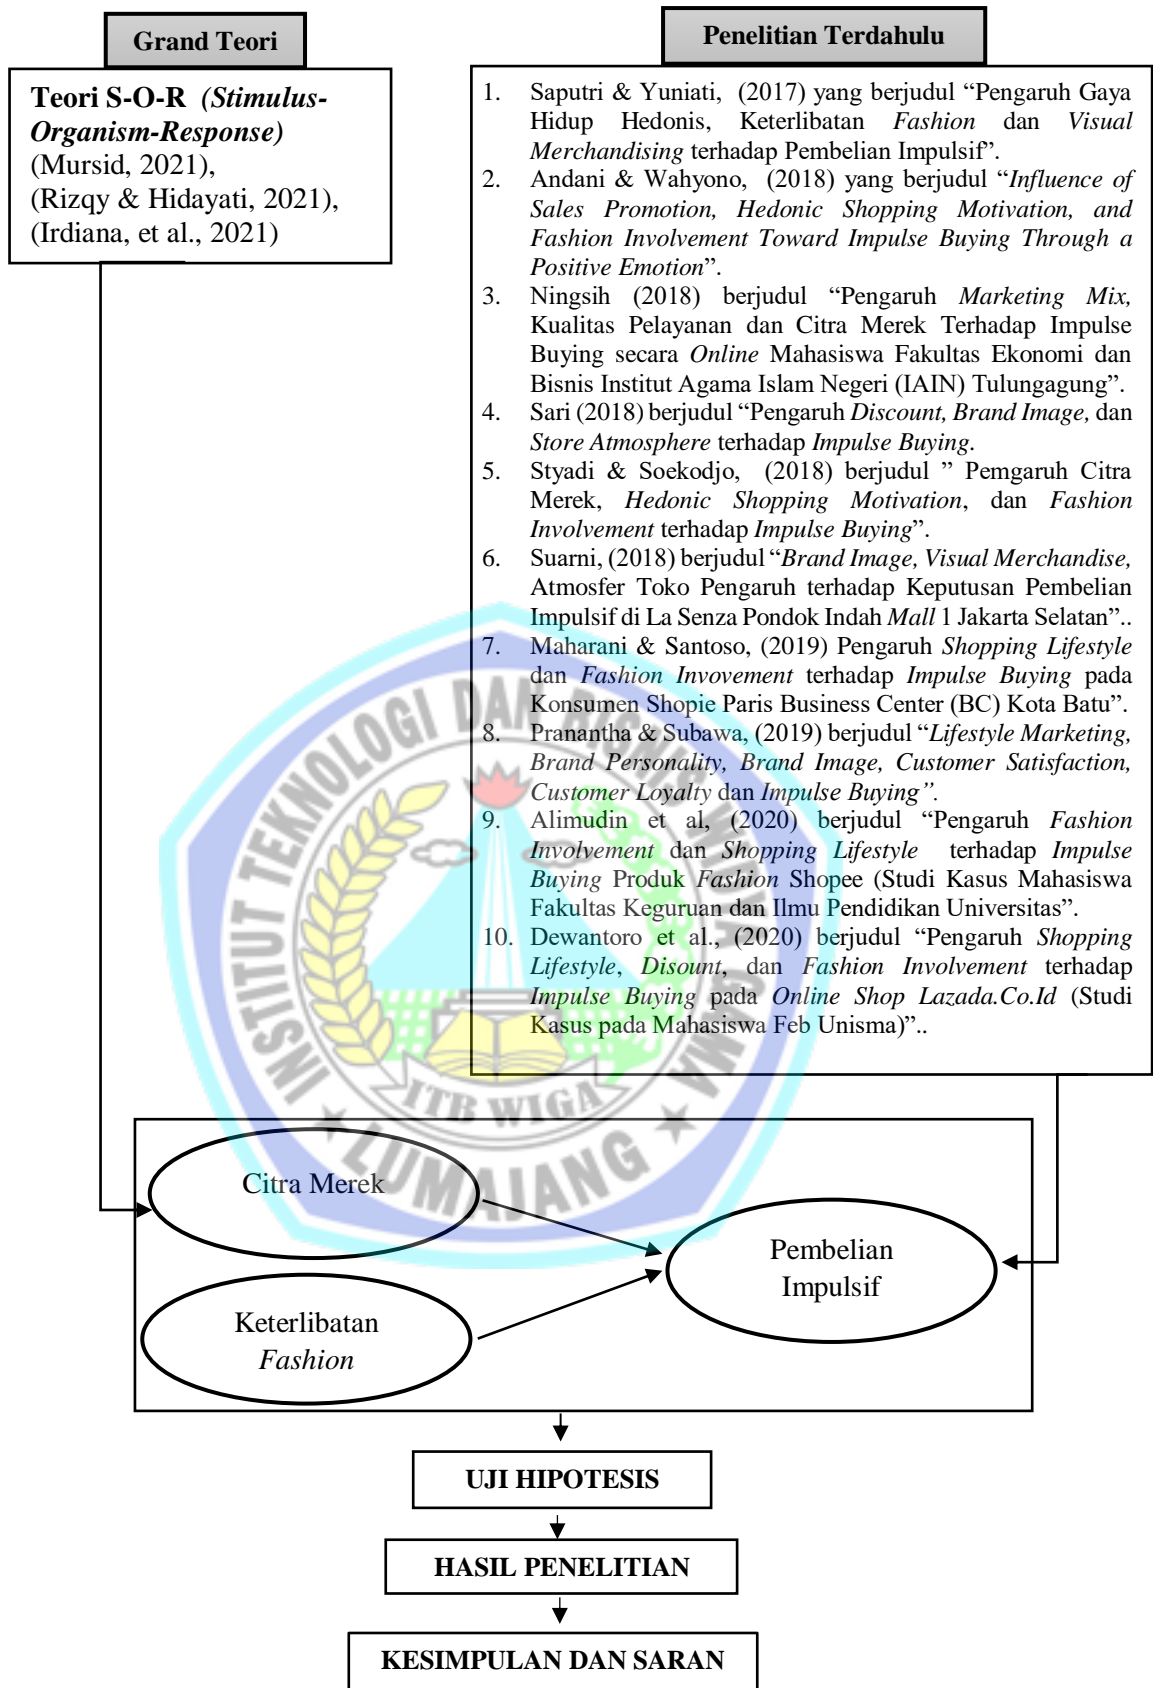 Grand Teori
Teori S-O-R (Stimulus-
Organism-Response)
(Mursid, 2021),
(Rizqy & Hidayati, 2021),
(Irdiana, et al., 2021)
Penelitian Terdahulu
1. Saputri & Yuniati, (2017) yang berjudul “Pengaruh Gaya
Hidup Hedonis, Keterlibatan Fashion dan Visual
Merchandising terhadap Pembelian Impulsif”.
2. Andani & Wahyono, (2018) yang berjudul “Influence of
Sales Promotion, Hedonic Shopping Motivation, and
Fashion Involvement Toward Impulse Buying Through a
Positive Emotion”.
3. Ningsih (2018) berjudul “Pengaruh Marketing Mix,
Kualitas Pelayanan dan Citra Merek Terhadap Impulse
Buying secara Online Mahasiswa Fakultas Ekonomi dan
Bisnis Institut Agama Islam Negeri (IAIN) Tulungagung”.
4. Sari (2018) berjudul “Pengaruh Discount, Brand Image, dan
Store Atmosphere terhadap Impulse Buying.
5. Styadi & Soekodjo, (2018) berjudul ” Pemgaruh Citra
Merek, Hedonic Shopping Motivation, dan Fashion
Involvement terhadap Impulse Buying”.
6. Suarni, (2018) berjudul “Brand Image, Visual Merchandise,
Atmosfer Toko Pengaruh terhadap Keputusan Pembelian
Impulsif di La Senza Pondok Indah Mall 1 Jakarta Selatan”..
7. Maharani & Santoso, (2019) Pengaruh Shopping Lifestyle
dan Fashion Invovement terhadap Impulse Buying pada
Konsumen Shopie Paris Business Center (BC) Kota Batu”.
8. Pranantha & Subawa, (2019) berjudul “Lifestyle Marketing,
Brand Personality, Brand Image, Customer Satisfaction,
Customer Loyalty dan Impulse Buying”.
9. Alimudin et al, (2020) berjudul “Pengaruh Fashion
Involvement dan Shopping Lifestyle terhadap Impulse
Buying Produk Fashion Shopee (Studi Kasus Mahasiswa
Fakultas Keguruan dan Ilmu Pendidikan Universitas”.
10. Dewantoro et al., (2020) berjudul “Pengaruh Shopping
Lifestyle, Disount, dan Fashion Involvement terhadap
Impulse Buying pada Online Shop Lazada.Co.Id (Studi
Kasus pada Mahasiswa Feb Unisma)”..
INSTITUT TEKNOLOGI DAN BISNIS WIDYA GAMA
ITB WIGA
LUMAJANG
Citra Merek
Keterlibatan
Fashion
Pembelian
Impulsif
UJI HIPOTESIS
HASIL PENELITIAN
KESIMPULAN DAN SARAN